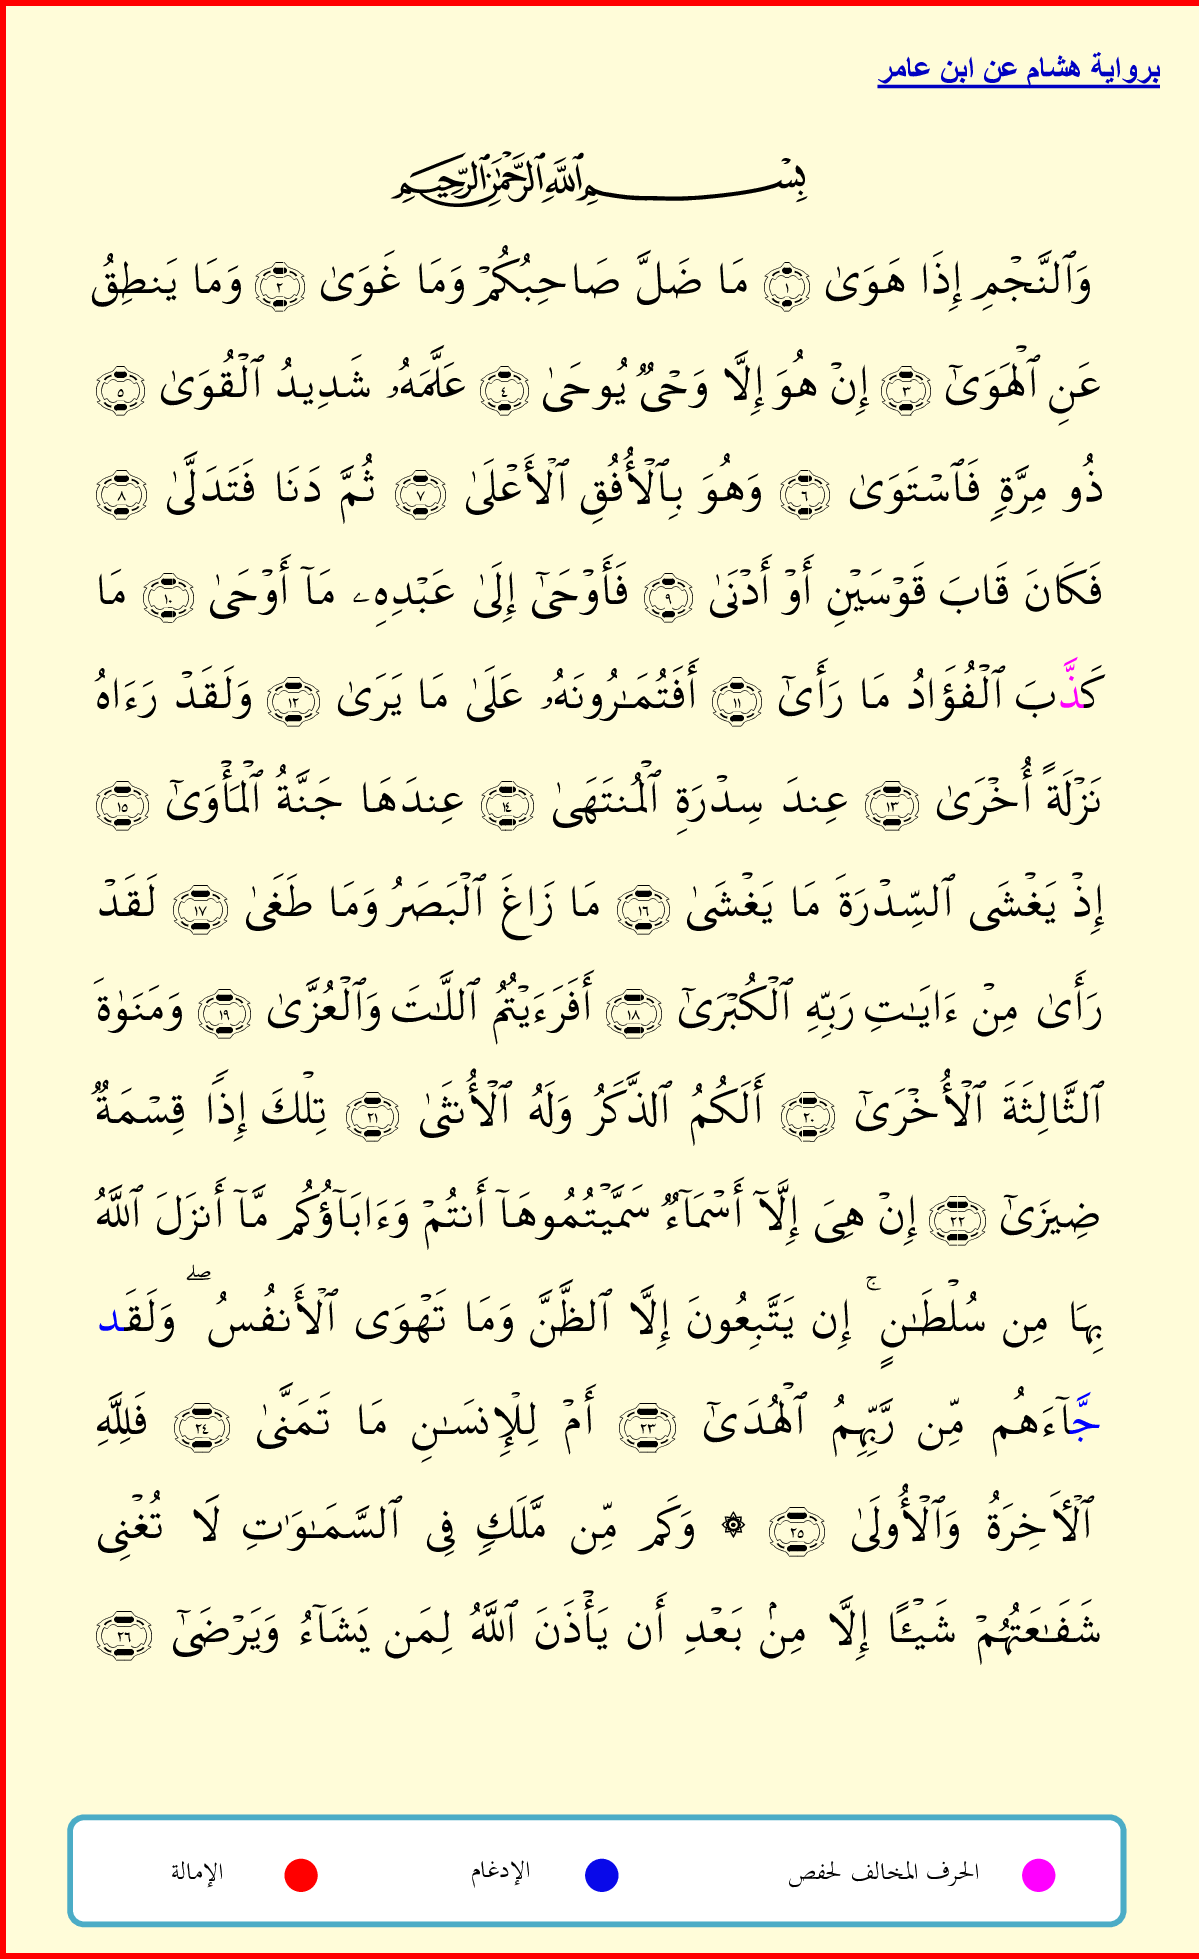 برواية هشام عن ابن عامر
بِسْمِ ٱللَّهِ ٱلرَّحْمَٰنِ ٱلرَّحِيمِ
وَٱلنَّجْمِ إِذَا هَوَىٰ ١ مَا ضَلَّ صَاحِبُكُمْ وَمَا غَوَىٰ ٢ وَمَا يَنطِقُ
عَنِ ٱلْهَوَىٰٓ ٣ إِنْ هُوَ إِلَّا وَحْيٌ يُوحَىٰ ٤ عَلَّمَهُۥ شَدِيدُ ٱلْقُوَىٰ ٥
ذُو مِرَّةٍ فَٱسْتَوَىٰ ٦ وَهُوَ بِٱلْأُفُقِ ٱلْأَعْلَىٰ ٧ ثُمَّ دَنَا فَتَدَلَّىٰ ٨
فَكَانَ قَابَ قَوْسَيْنِ أَوْ أَدْنَىٰ ٩ فَأَوْحَىٰٓ إِلَىٰ عَبْدِهِۦ مَآ أَوْحَىٰ ١٠ مَا
كَذَّبَ ٱلْفُؤَادُ مَا رَأَىٰٓ ١١ أَفَتُمَـٰرُونَهُۥ عَلَىٰ مَا يَرَىٰ ١٢ وَلَقَدْ رَءَاهُ
نَزْلَةً أُخْرَىٰ ١٣ عِندَ سِدْرَةِ ٱلْمُنتَهَىٰ ١٤ عِندَهَا جَنَّةُ ٱلْمَأْوَىٰٓ ١٥
إِذْ يَغْشَى ٱلسِّدْرَةَ مَا يَغْشَىٰ ١٦ مَا زَاغَ ٱلْبَصَرُ وَمَا طَغَىٰ ١٧ لَقَدْ
رَأَىٰ مِنْ ءَايَـٰتِ رَبِّهِ ٱلْكُبْرَىٰٓ ١٨ أَفَرَءَيْتُمُ ٱللَّـٰتَ وَٱلْعُزَّىٰ ١٩ وَمَنَوٰةَ
ٱلثَّالِثَةَ ٱلْأُخْرَىٰٓ ٢٠ أَلَكُمُ ٱلذَّكَرُ وَلَهُ ٱلْأُنثَىٰ ٢١ تِلْكَ إِذًا قِسْمَةٌ
ضِيزَىٰٓ ٢٢ إِنْ هِىَ إِلَّآ أَسْمَآءٌ سَمَّيْتُمُوهَآ أَنتُمْ وَءَابَآؤُكُم مَّآ أَنزَلَ ٱللَّهُ
بِهَا مِن سُلْطَـٰنٍ ۚ إِن يَتَّبِعُونَ إِلَّا ٱلظَّنَّ وَمَا تَهْوَى ٱلْأَنفُسُ ۖ وَلَقَد
جَّآءَهُم مِّن رَّبِّهِمُ ٱلْهُدَىٰٓ ٢٣ أَمْ لِلْإِنسَـٰنِ مَا تَمَنَّىٰ ٢٤ فَلِلَّهِ
ٱلْأَخِرَةُ وَٱلْأُولَىٰ ٢٥ ۞ وَكَم مِّن مَّلَكٍ فِى ٱلسَّمَـٰوَٰتِ لَا تُغْنِى
شَفَـٰعَتُهُمْ شَيْـًٔا إِلَّا مِنۢ بَعْدِ أَن يَأْذَنَ ٱللَّهُ لِمَن يَشَآءُ وَيَرْضَىٰٓ ٢٦
الحرف المخالف لحفص الإدغام الإمالة